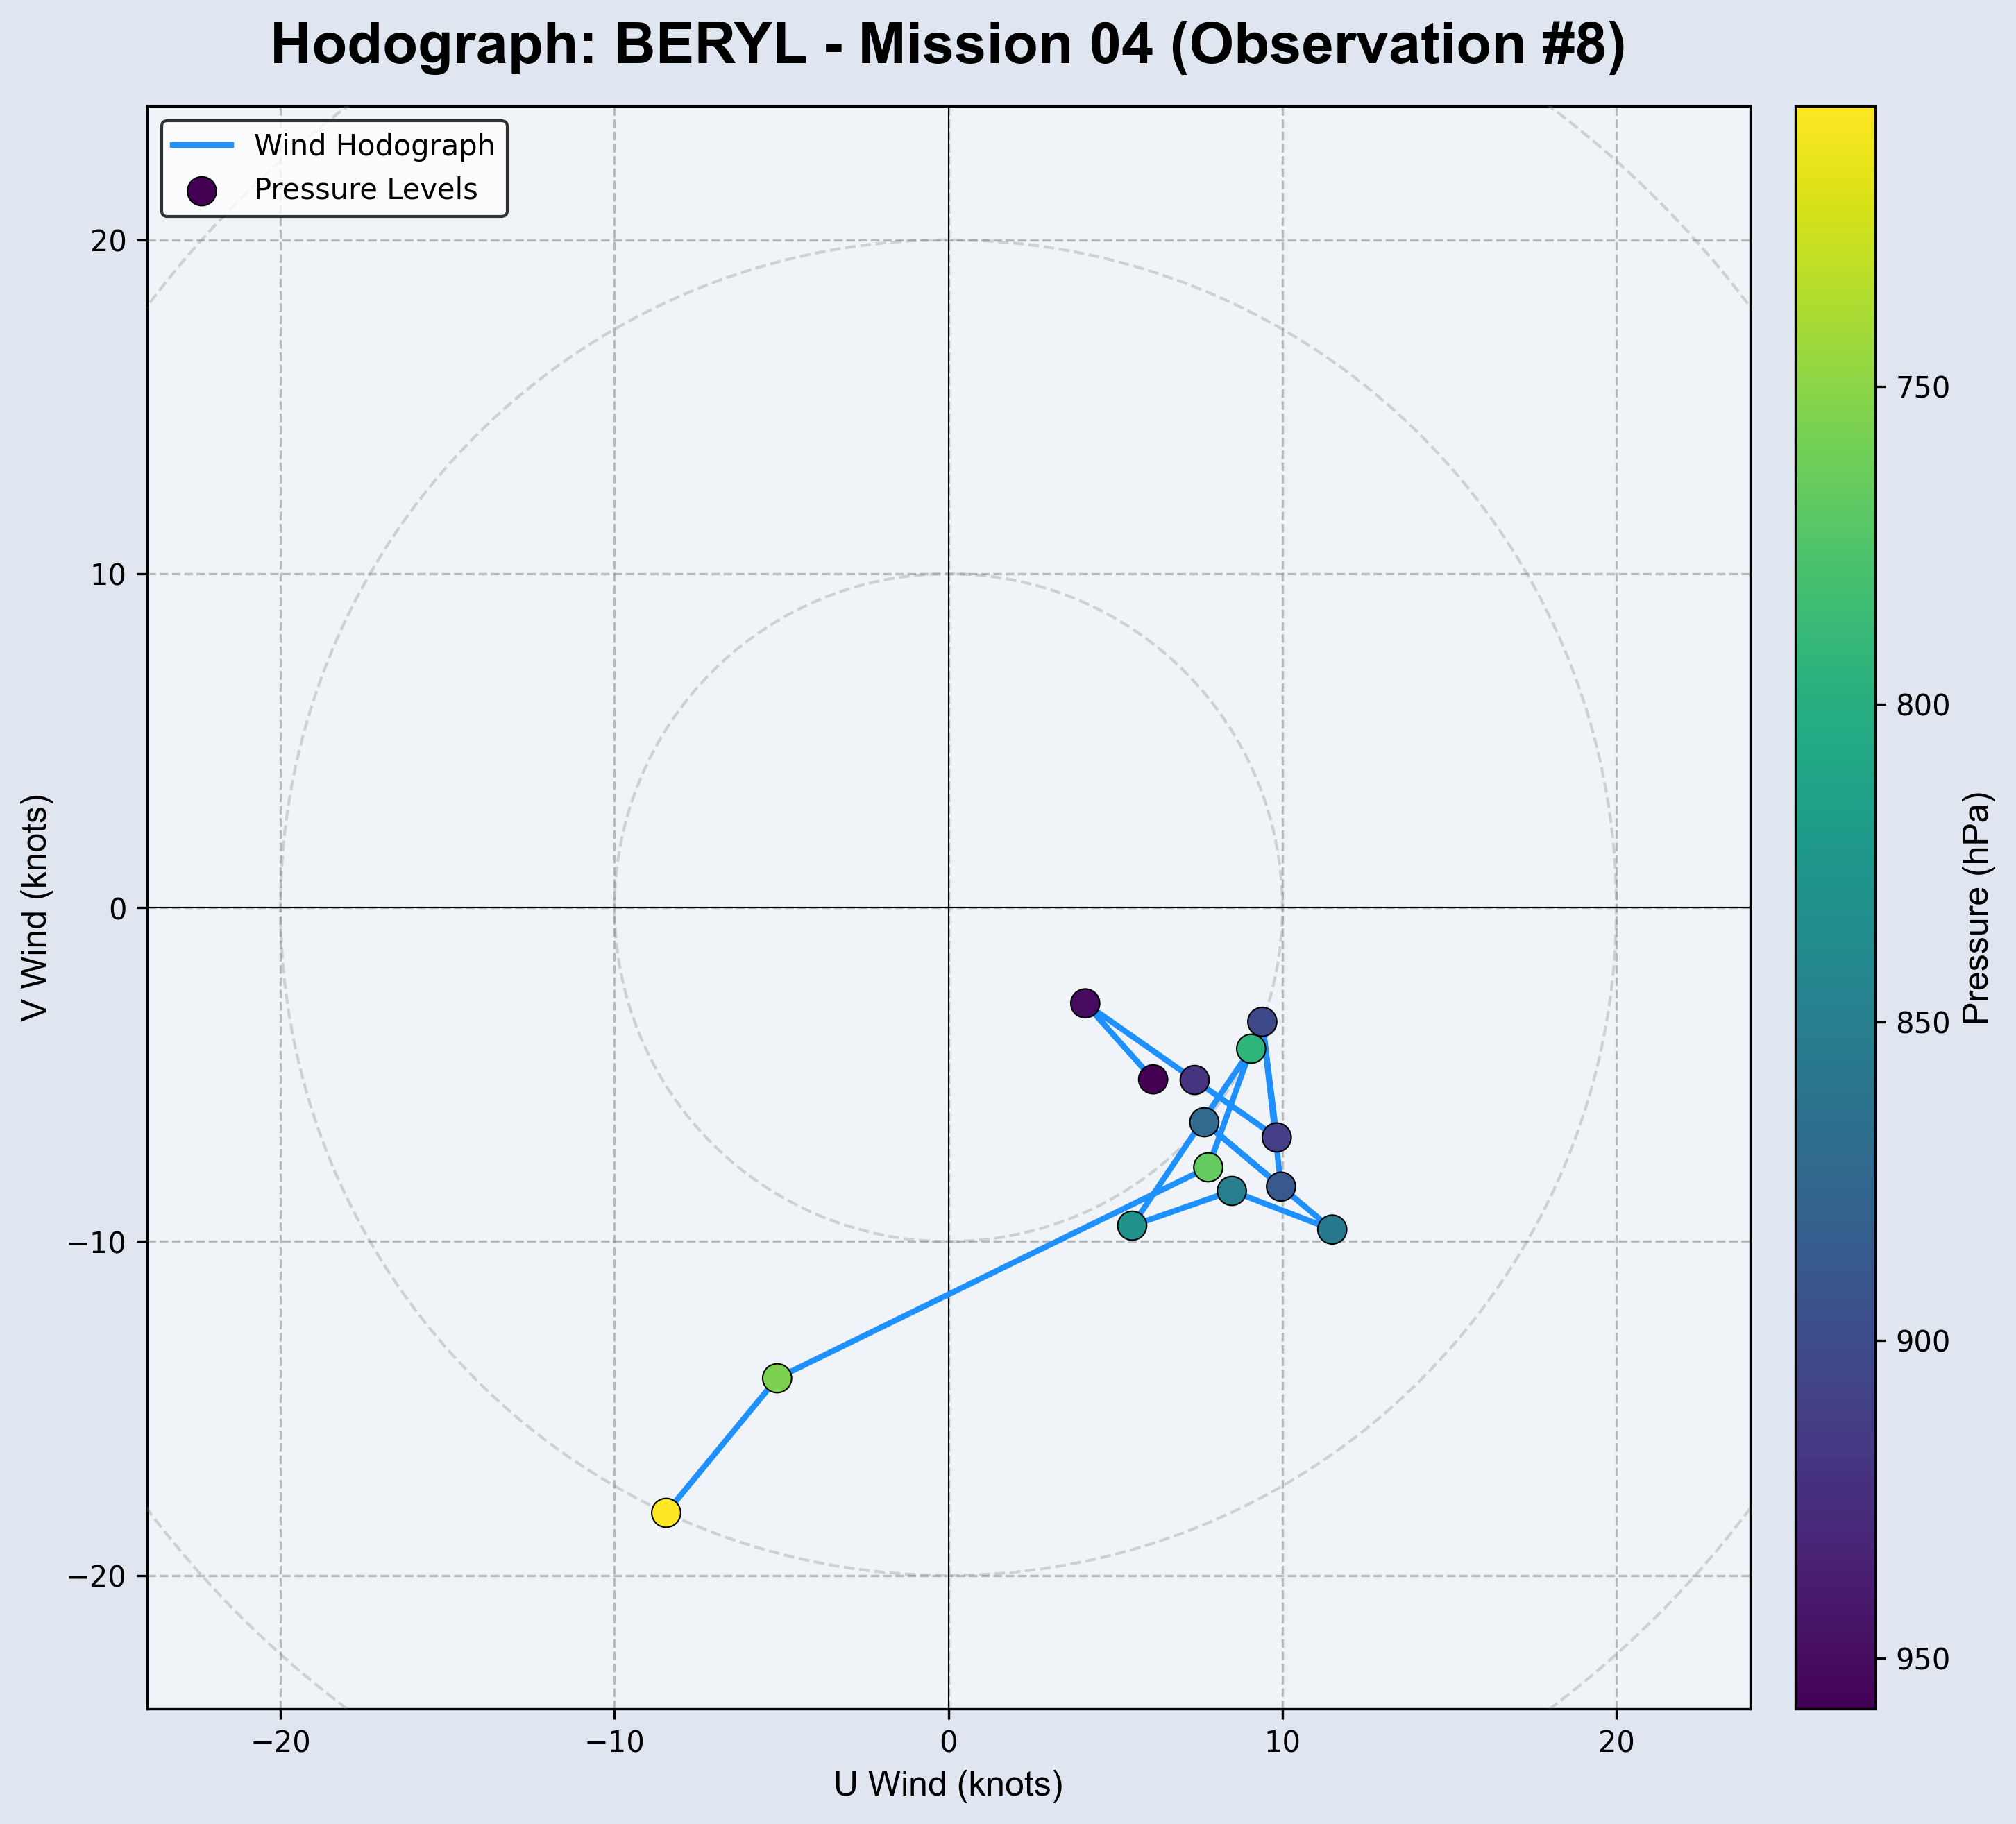 Hodograph: BERYL - Mission 04 (Observation #8)
Wind Hodograph
Pressure Levels
20
10
0
−10
−20
V Wind (knots)
−20
−10
0
10
20
U Wind (knots)
750
800
850
900
950
Pressure (hPa)